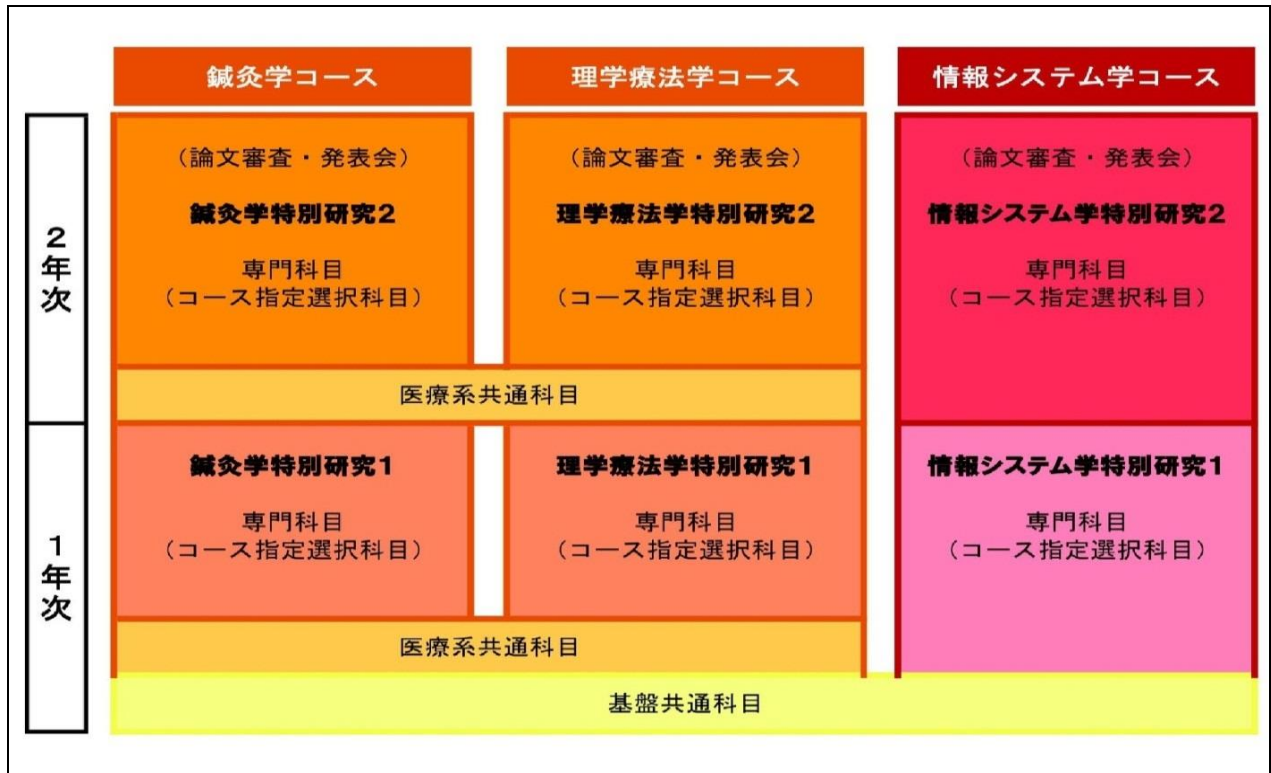 鍼灸学コース
理学療法学コース
情報システム学コース
2年次
(論文審査・発表会)
鍼灸学特別研究2
専門科目
(コース指定選択科目)
(論文審査・発表会)
理学療法学特別研究2
専門科目
(コース指定選択科目)
(論文審査・発表会)
情報システム学特別研究2
専門科目
(コース指定選択科目)
医療系共通科目
1年次
鍼灸学特別研究1
専門科目
(コース指定選択科目)
理学療法学特別研究1
専門科目
(コース指定選択科目)
情報システム学特別研究1
専門科目
(コース指定選択科目)
医療系共通科目
基盤共通科目